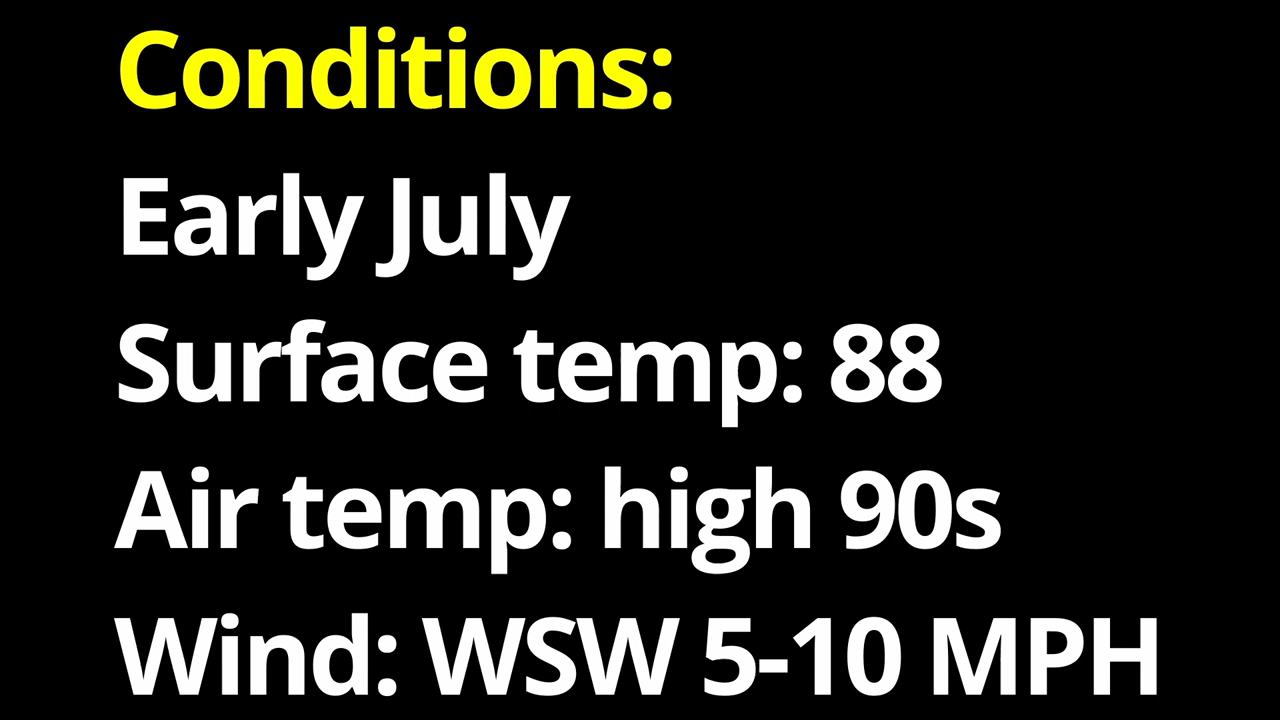 Conditions:
Early July
Surface temp: 88
Air temp: high 90s
Wind: WSW 5-10 MPH